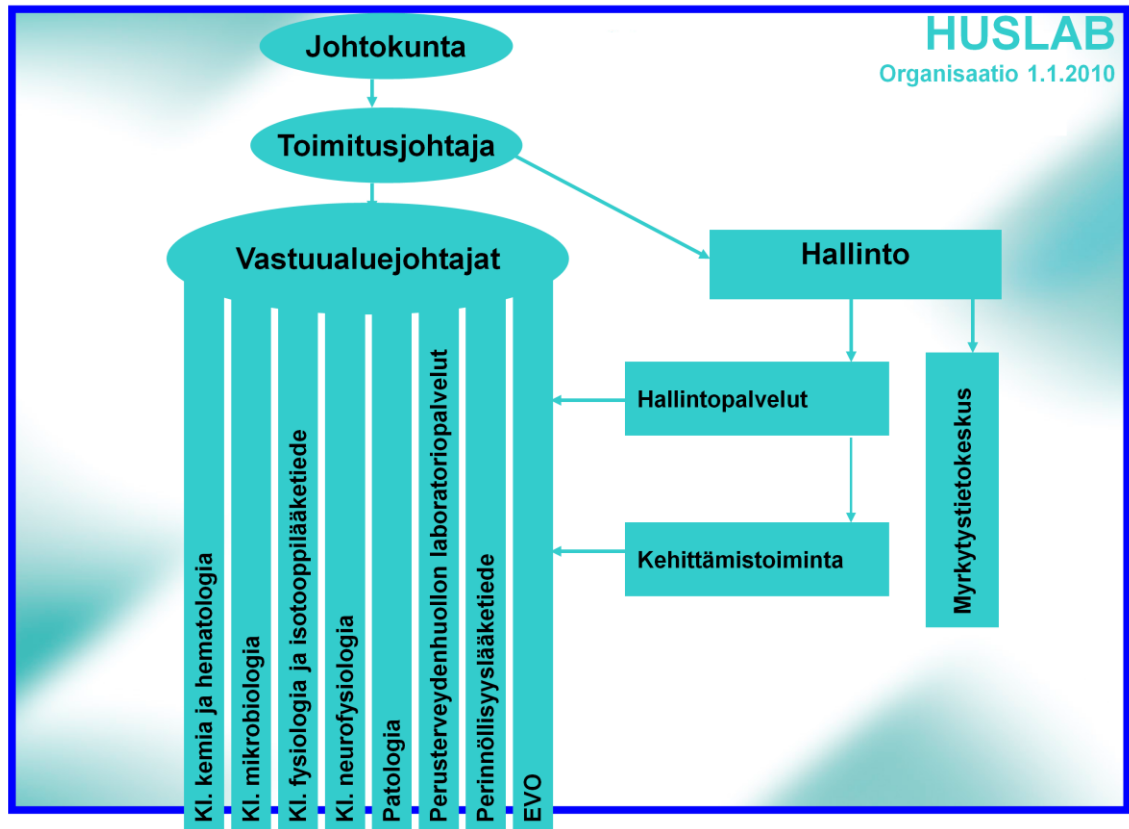 HUSLAB
Organisaatio 1.1.2010
Johtokunta
Toimitusjohtaja
Vastuualuejohtajat
Hallinto
Hallintopalvelut
Kehittämistoiminta
Myrkytystietokeskus
Kl. kemia ja hematologia
Kl. mikrobiologia
Kl. fysiologia ja isotooppilääketiede
Kl. neurofysiologia
Patologia
Perusterveydenhuollon laboratoriopalvelut
Perinnöllisyyslääketiede
EVO